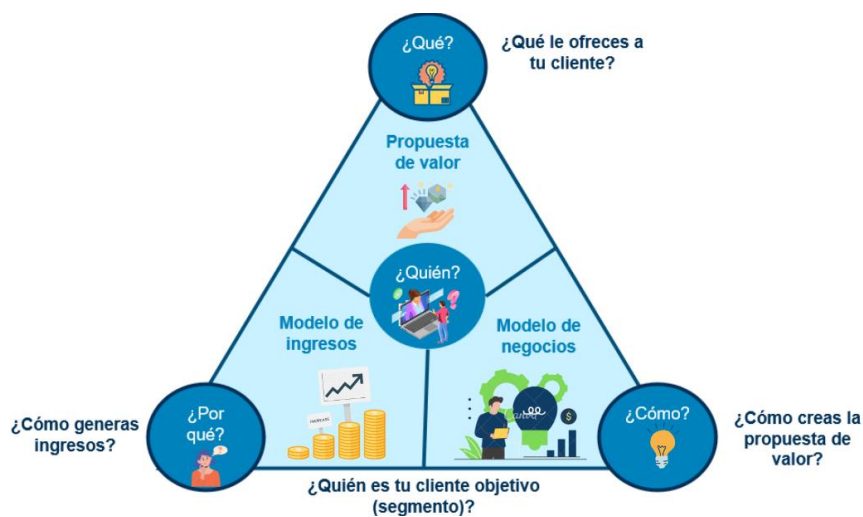 ¿Qué?
¿Qué le ofreces a
tu cliente?
Propuesta
de valor
¿Quién?
Modelo de
ingresos
Modelo de
negocios
¿Por
qué?
¿Cómo generas
ingresos?
$
¿Cómo?
¿Cómo creas la
propuesta de
valor?
¿Quién es tu cliente objetivo
(segmento)?